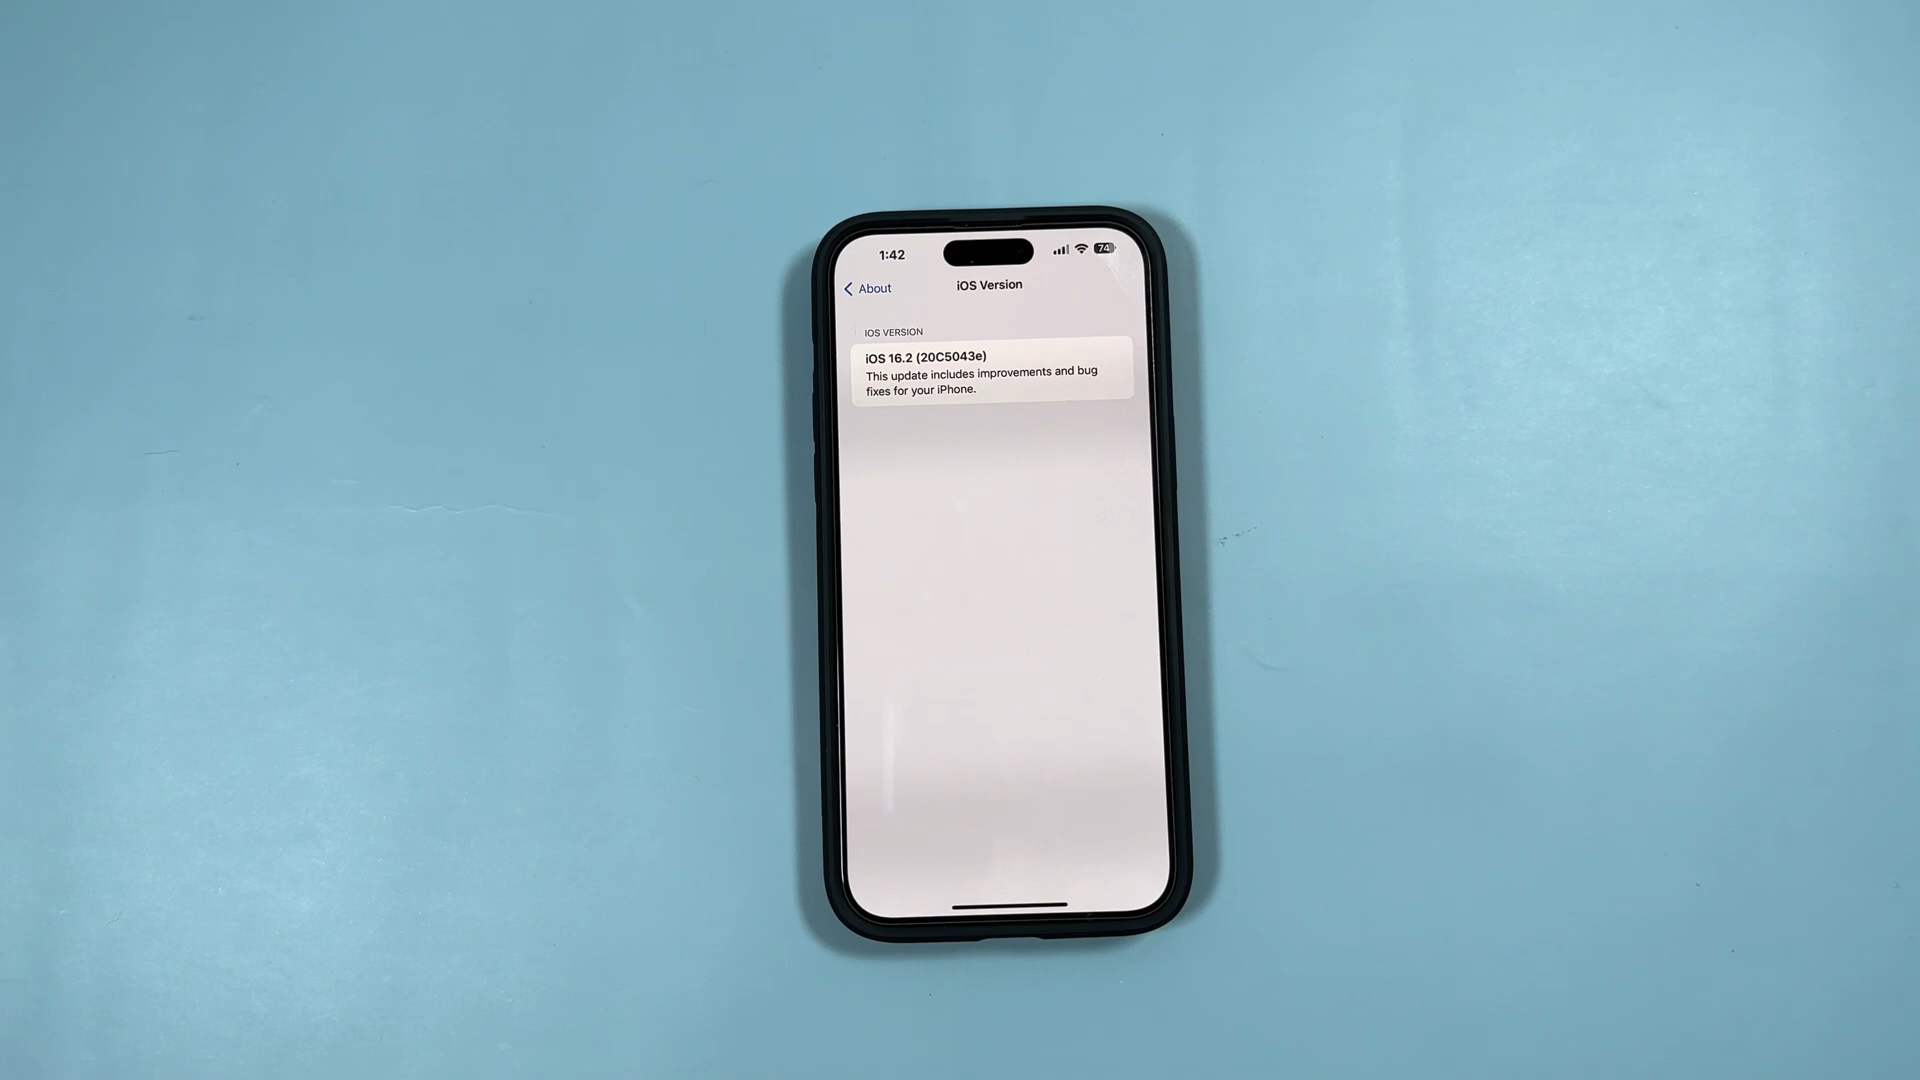 1:42
74
About
iOS Version
IOS VERSION
iOS 16.2 (20C5043e)
This update includes improvements and bug
fixes for your iPhone.